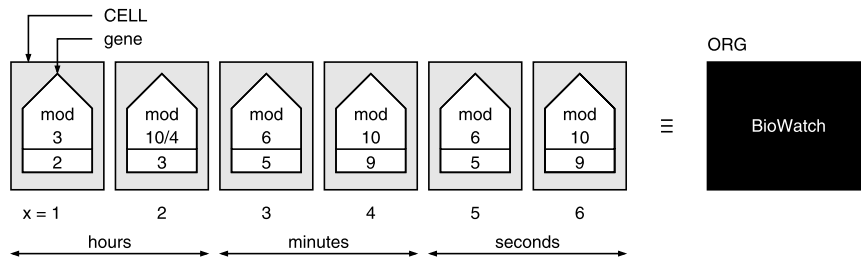 CELL
gene
ORG
mod mod mod mod mod mod
3 10/4 6 10 6 10
2 3 5 9 5 9
≡ BioWatch
x = 1 2 3 4 5 6
hours minutes seconds